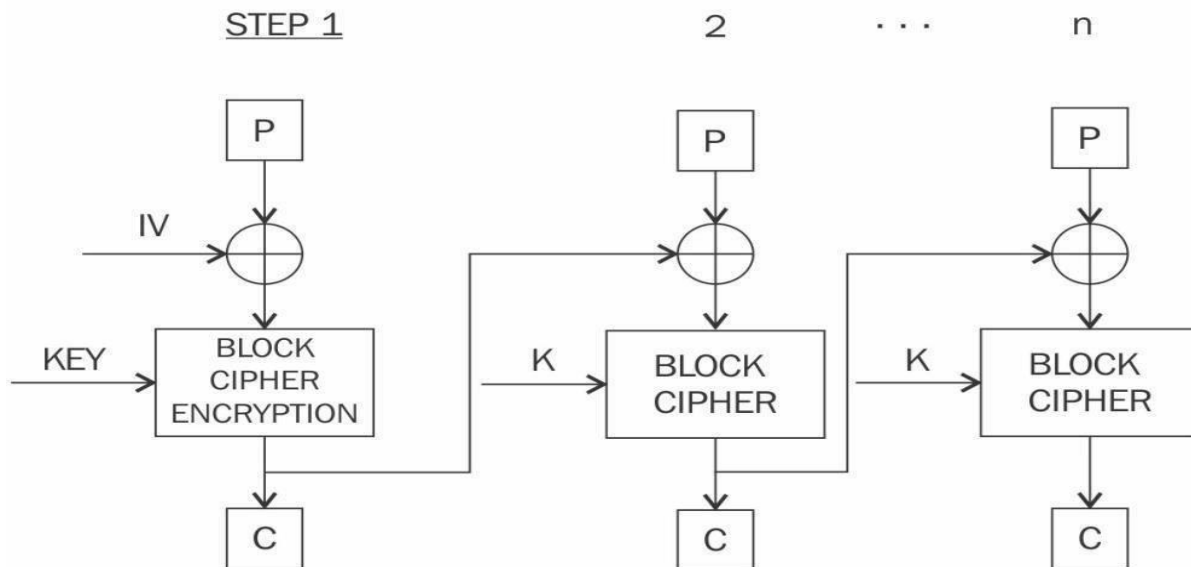 STEP 1 2 . . . n
P
P P
IV
KEY
BLOCK
CIPHER
ENCRYPTION
K
BLOCK
CIPHER
K
BLOCK
CIPHER
C C C